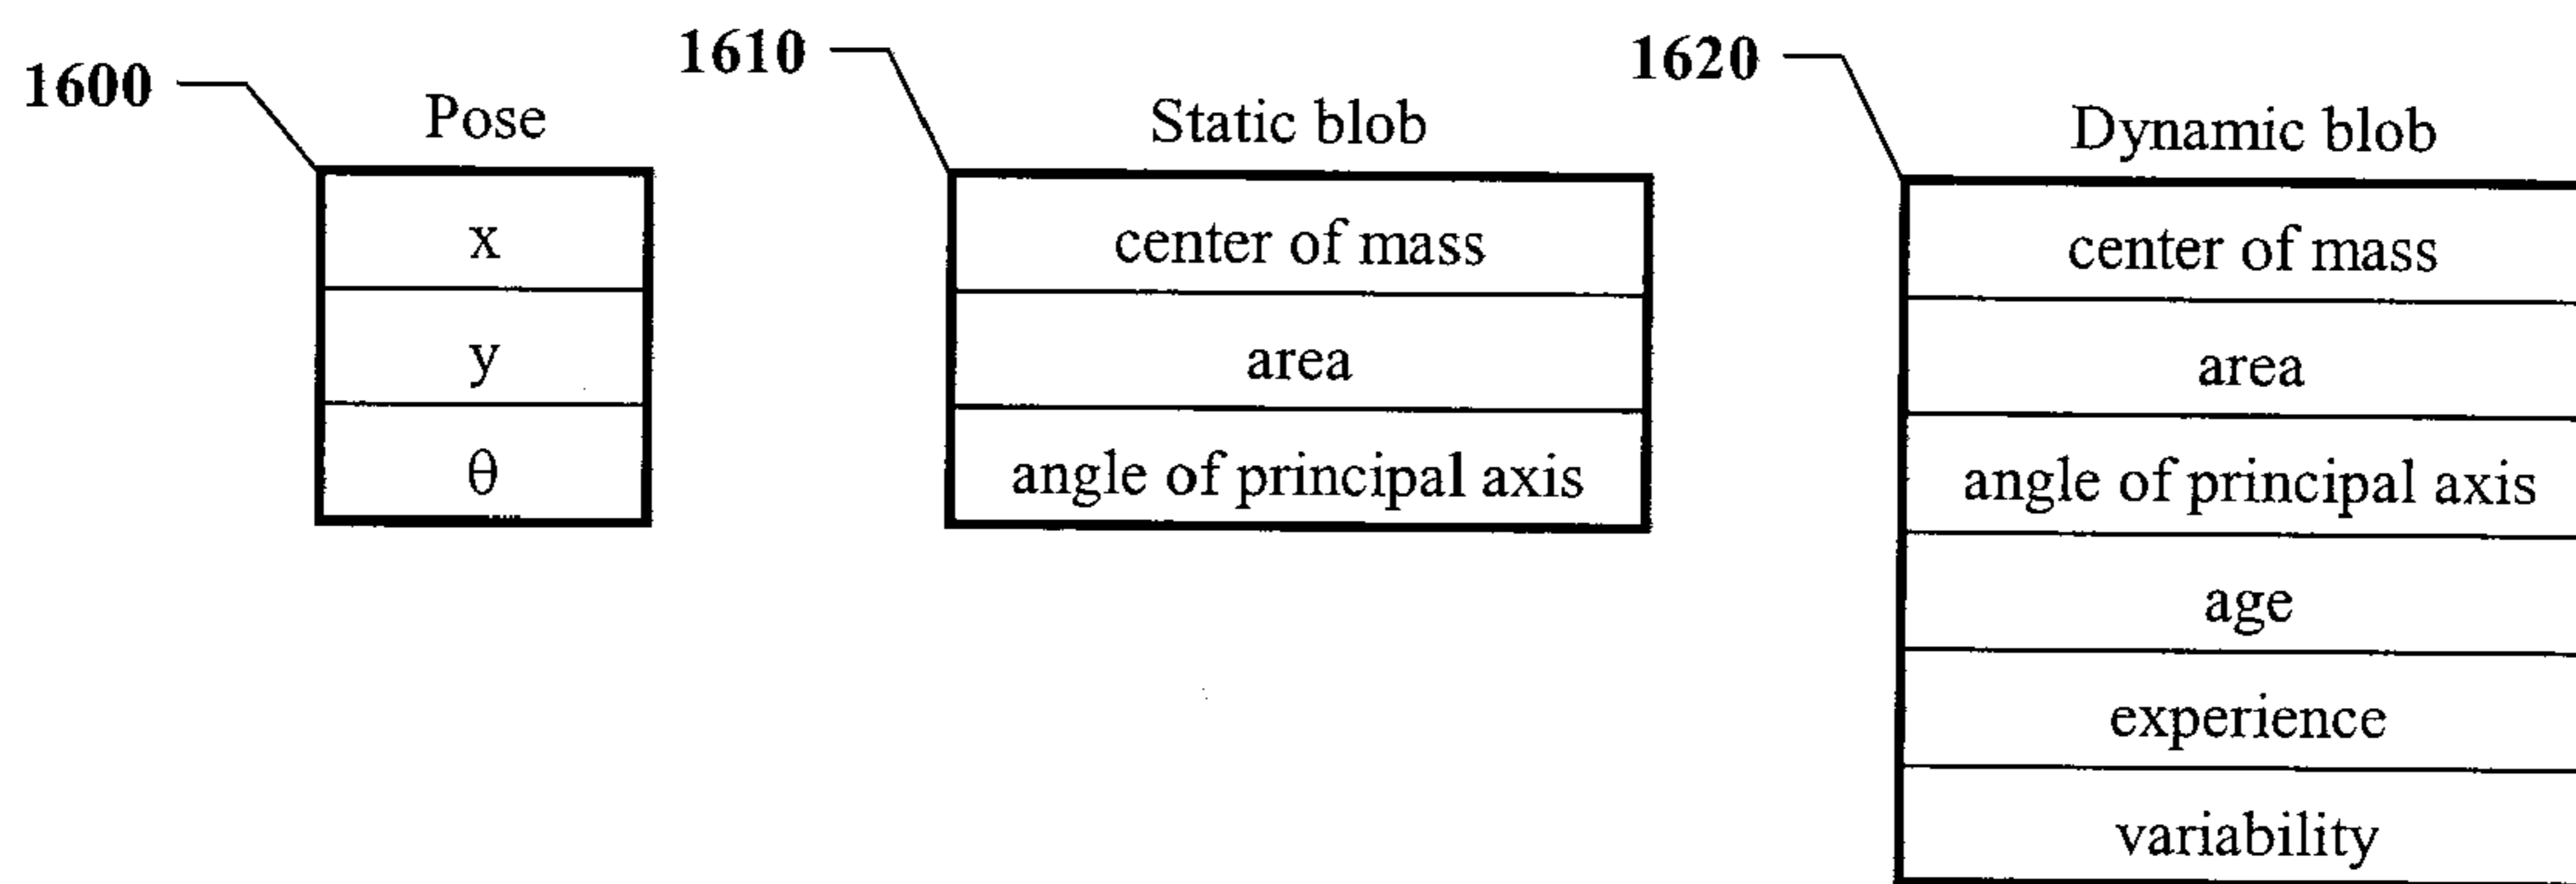 1600
Pose
x
y
θ
1610
Static blob
center of mass
area
angle of principal axis
1620
Dynamic blob
center of mass
area
angle of principal axis
age
experience
variability